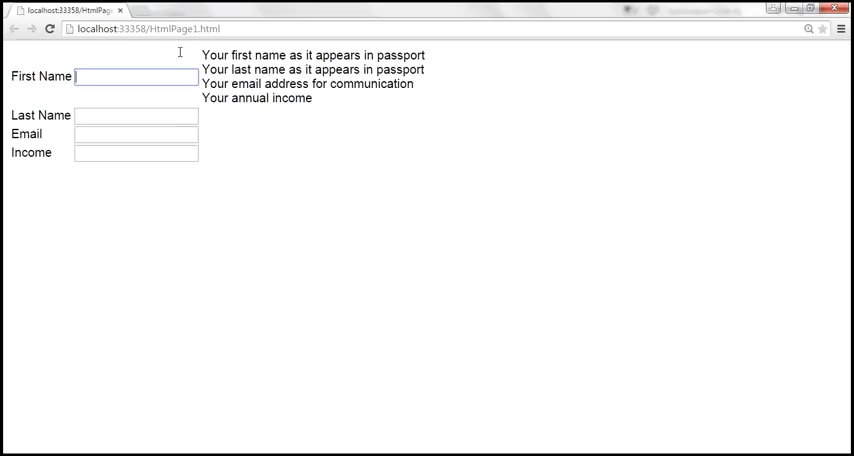 localhost:33358/HtmlPag
localhost:33358/HtmlPage1.html
Your first name as it appears in passport
Your last name as it appears in passport
First Name
Your email address for communication
Your annual income
Last Name
Email
Income